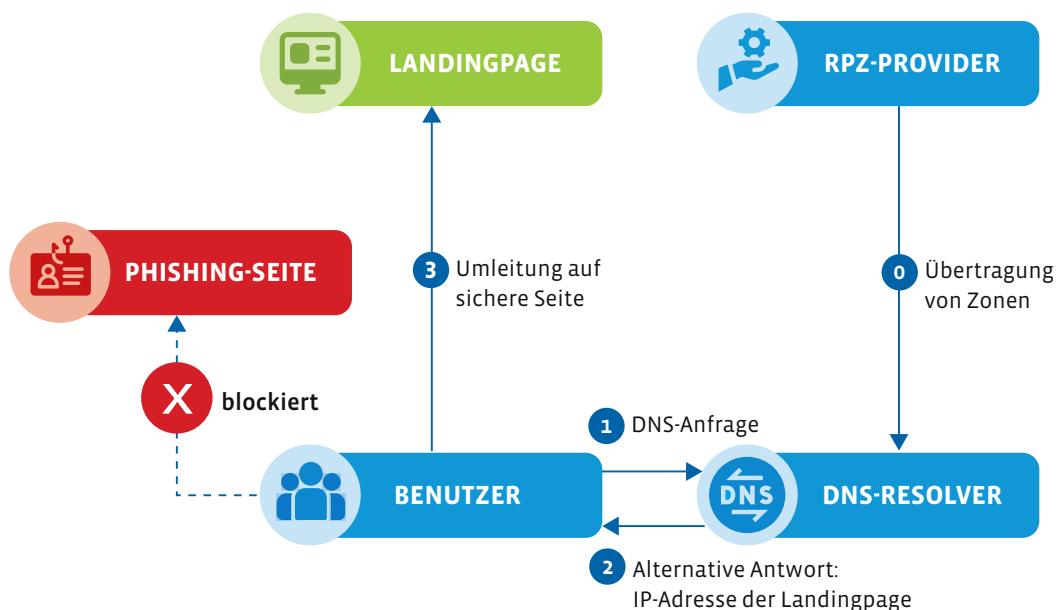 LANDINGPAGE
RPZ-PROVIDER
PHISHING-SEITE
3 Umleitung auf
sichere Seite
0 Übertragung
von Zonen
X blockiert
1 DNS-Anfrage
BENUTZER
DNS
DNS-RESOLVER
2 Alternative Antwort:
IP-Adresse der Landingpage